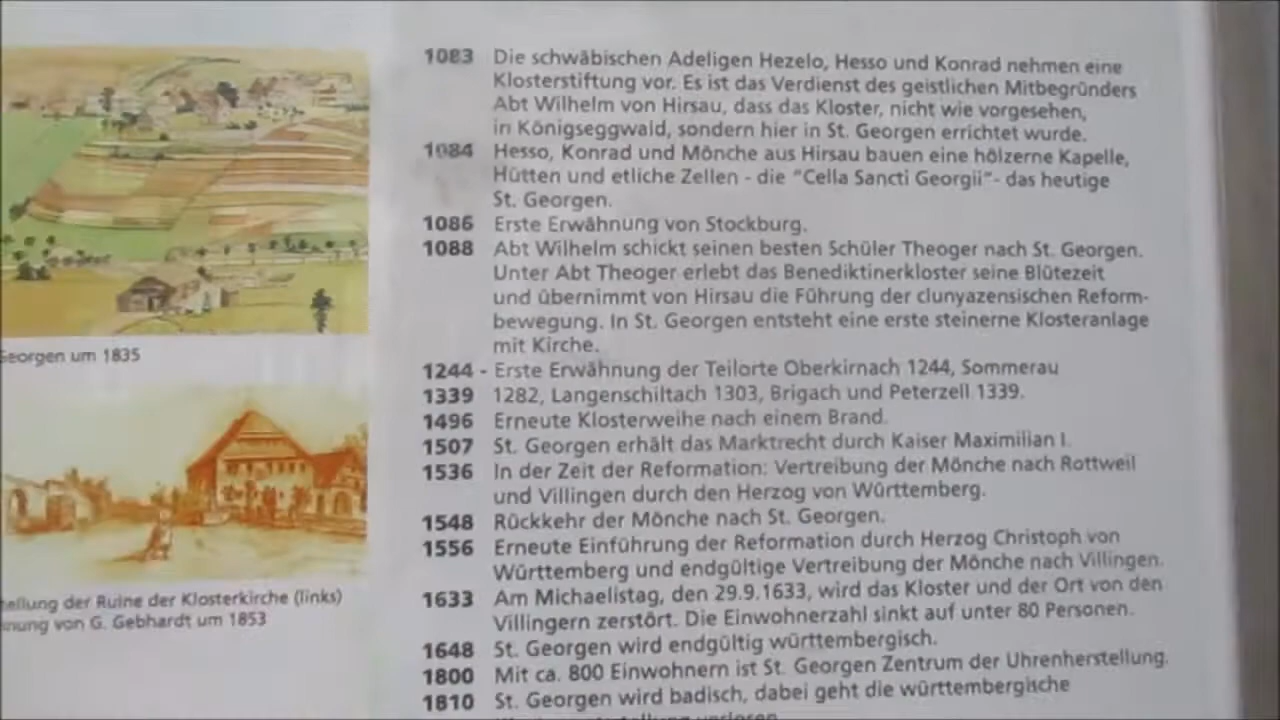 Georgen um 1835
tellung der Ruine der Klosterkirche (links)
nung von G. Gebhardt um 1853
1083 Die schwäbischen Adeligen Hezelo, Hesso und Konrad nehmen eine
Klosterstiftung vor. Es ist das Verdienst des geistlichen Mitbegründers
Abt Wilhelm von Hirsau, dass das Kloster, nicht wie vorgesehen,
in Königseggwald, sondern hier in St. Georgen errichtet wurde.
1084 Hesso, Konrad und Mönche aus Hirsau bauen eine hölzerne Kapelle,
Hütten und etliche Zellen - die "Cella Sancti Georgii"- das heutige
St. Georgen.
1086 Erste Erwähnung von Stockburg.
1088 Abt Wilhelm schickt seinen besten Schüler Theoger nach St. Georgen.
Unter Abt Theoger erlebt das Benediktinerkloster seine Blütezeit
und übernimmt von Hirsau die Führung der clunyazensischen Reform-
bewegung. In St. Georgen entsteht eine erste steinerne Klosteranlage
mit Kirche.
1244 - Erste Erwähnung der Teilorte Oberkirnach 1244, Sommerau
1339 1282, Langenschiltach 1303, Brigach und Peterzell 1339.
1496 Erneute Klosterweihe nach einem Brand.
1507 St. Georgen erhält das Marktrecht durch Kaiser Maximilian I.
1536 In der Zeit der Reformation: Vertreibung der Mönche nach Rottweil
und Villingen durch den Herzog von Württemberg.
1548 Rückkehr der Mönche nach St. Georgen.
1556 Erneute Einführung der Reformation durch Herzog Christoph von
Württemberg und endgültige Vertreibung der Mönche nach Villingen.
1633 Am Michaelistag, den 29.9.1633, wird das Kloster und der Ort von den
Villingern zerstört. Die Einwohnerzahl sinkt auf unter 80 Personen.
1648 St. Georgen wird endgültig württembergisch.
1800 Mit ca. 800 Einwohnern ist St. Georgen Zentrum der Uhrenherstellung.
1810 St. Georgen wird badisch, dabei geht die württembergische
verloren.